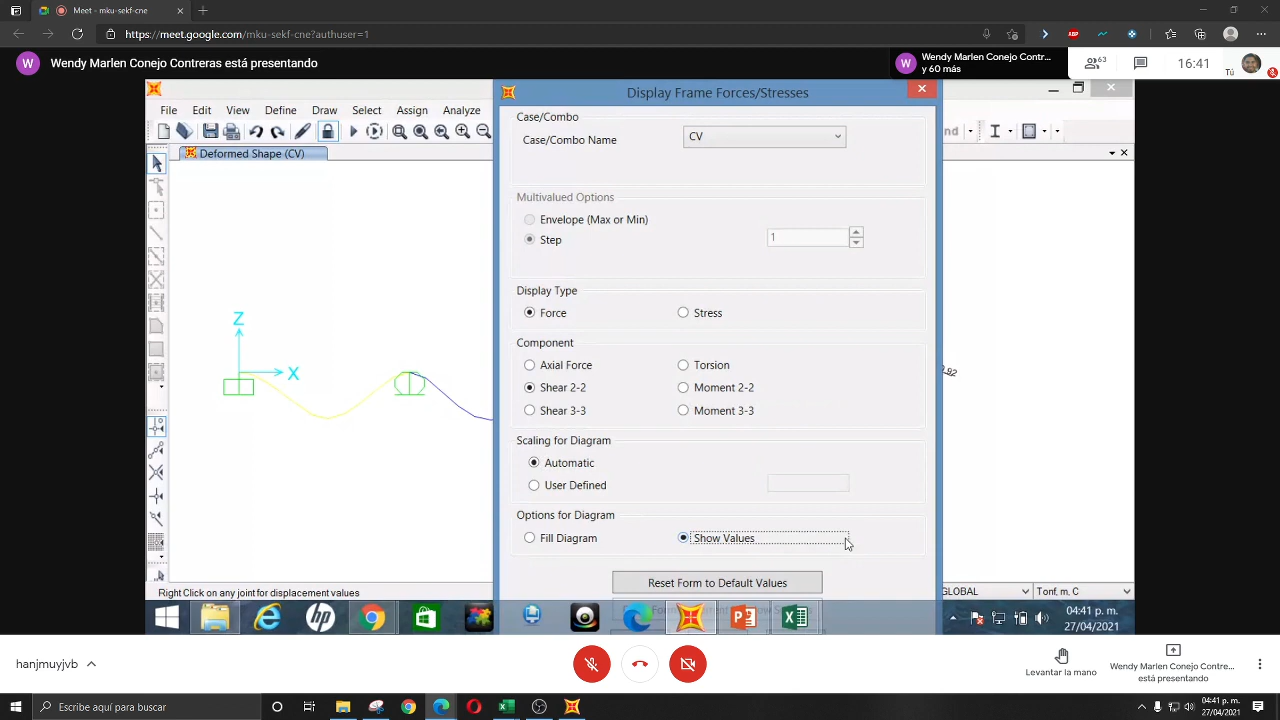 Meet - mku-sekf-cne
https://meet.google.com/mku-sekf-cne?authuser=1
ABP
W
Wendy Marlen Conejo Contreras está presentando
W
Wendy Marlen Conejo Contr...
y 60 más
63
16:41
Tú
Display Frame Forces/Stresses
File Edit View Define Draw Select Assign Analyze
Deformed Shape (CV)
Case/Combo
Case/Combo Name
CV
Multivalued Options
Envelope (Max or Min)
Step
1
Display Type
Force
Stress
Component
Axial Force
Torsion
Shear 2-2
Moment 2-2
Shear 3-3
Moment 3-3
Scaling for Diagram
Automatic
User Defined
Options for Diagram
Fill Diagram
Show Values
Reset Form to Default Values
Z
X
Right Click on any joint for displacement values
GLOBAL
Tonf, m, C
04:41 p. m.
27/04/2021
hanjmuyjvb
Levantar la mano
Wendy Marlen Conejo Contre...
está presentando
Escribe aquí para buscar
04:41 p. m.
27/04/2021